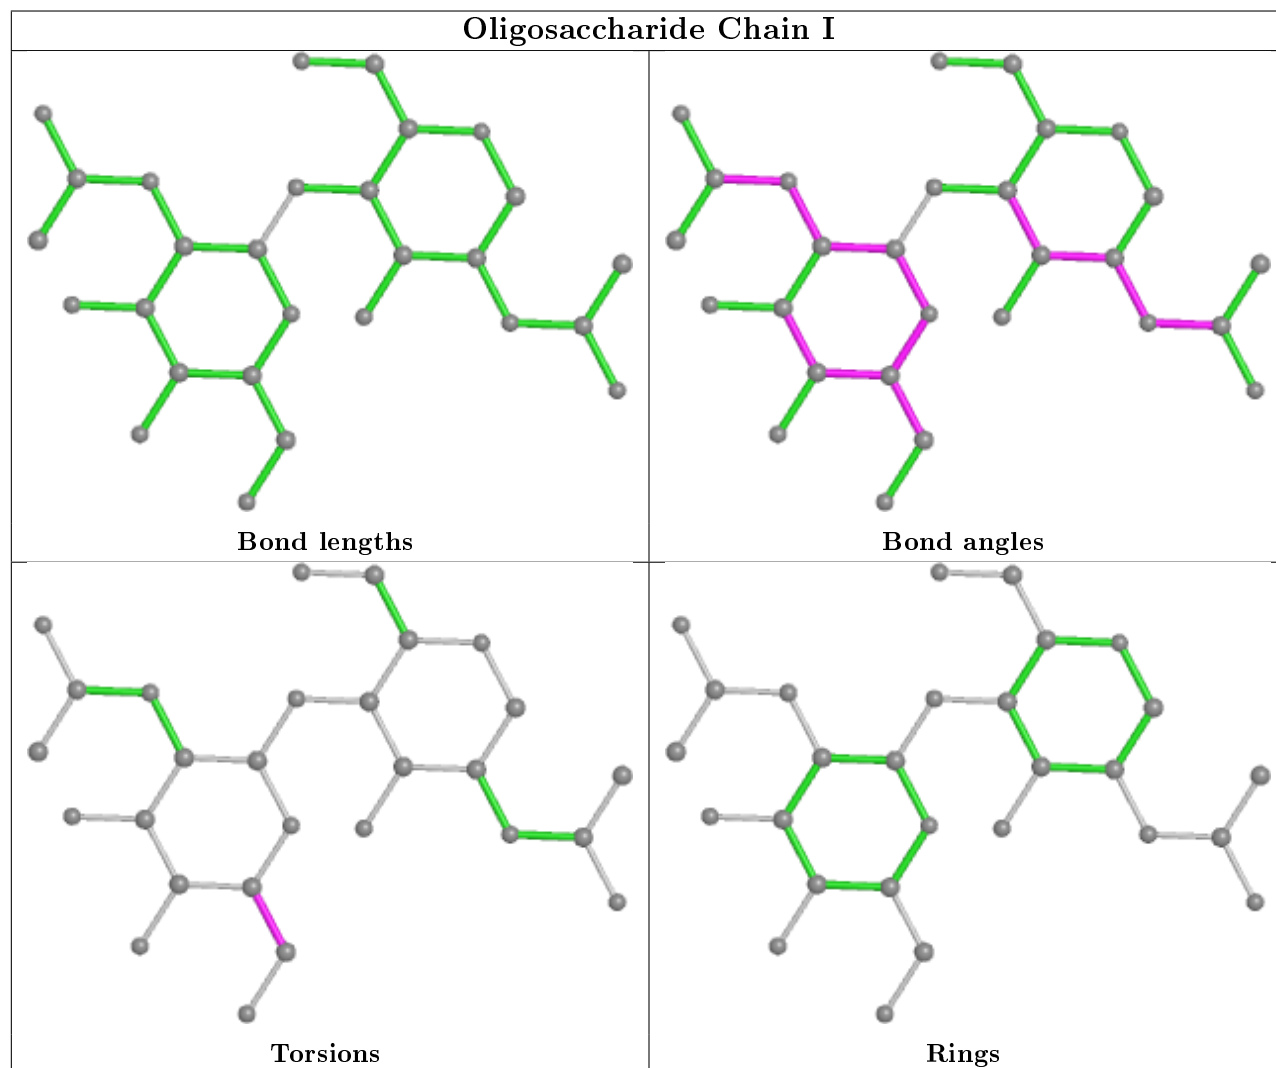 Oligosaccharide Chain I
Bond lengths
Bond angles
Torsions
Rings